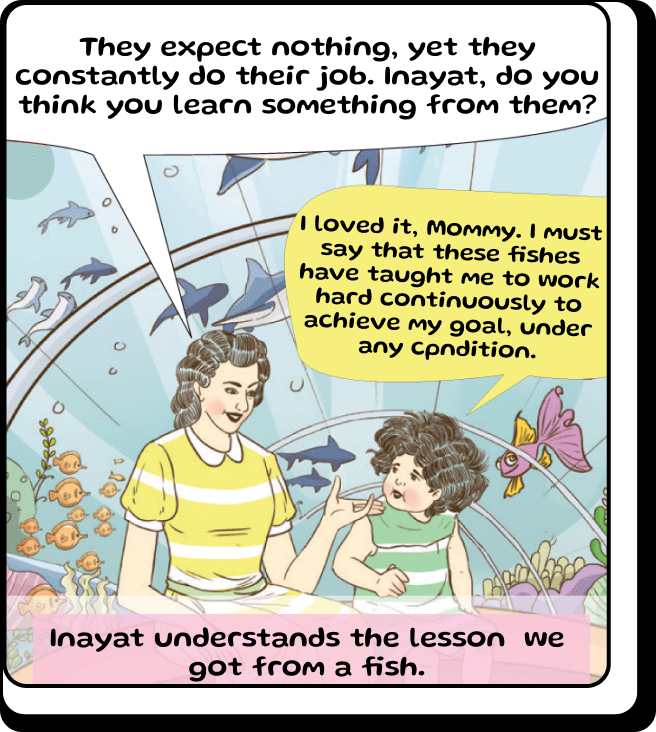 They expect nothing, yet they
constantly do their job. Inayat, do you
think you learn something from them?
I loved it, Mommy. I must
say that these fishes
have taught me to work
hard continuously to
achieve my goal, under
any cpndition.
Inayat understands the lesson we
got from a fish.